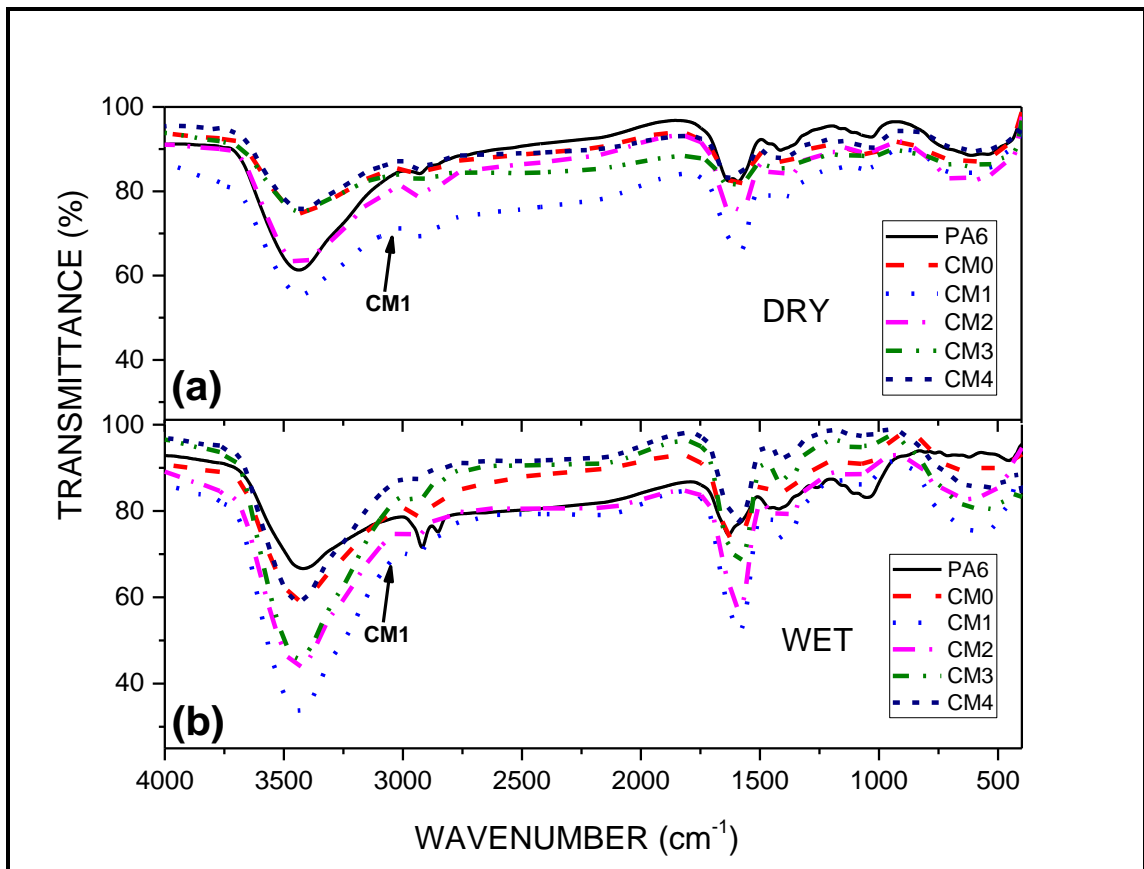 TRANSMITTANCE (%)
100
80
60
40
CM1
DRY
PA6
CM0
CM1
CM2
CM3
CM4
(a)
100
80
60
40
CM1
WET
PA6
CM0
CM1
CM2
CM3
CM4
(b)
4000 3500 3000 2500 2000 1500 1000 500
WAVENUMBER (cm⁻¹)